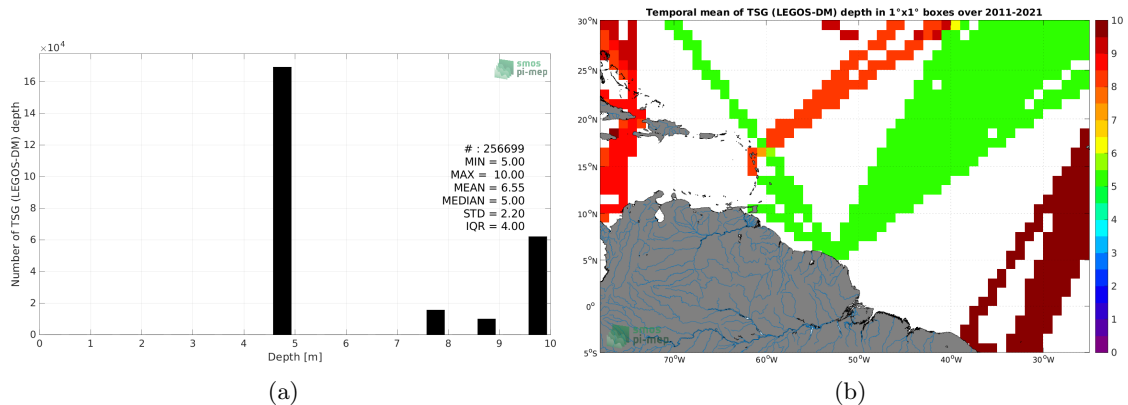 ×10⁴
16
14
12
10
8
6
4
2
0
Number of TSG (LEGOS-DM) depth
smos
pi-mep
# : 256699
MIN = 5.00
MAX = 10.00
MEAN = 6.55
MEDIAN = 5.00
STD = 2.20
IQR = 4.00
0 1 2 3 4 5 6 7 8 9 10
Depth [m]
(a)
Temporal mean of TSG (LEGOS-DM) depth in 1°x1° boxes over 2011-2021
30°N
25°N
20°N
15°N
10°N
5°N
0°
5°S
smos
pi-mep
70°W 60°W 50°W 40°W 30°W
10
9
8
7
6
5
4
3
2
1
0
(b)